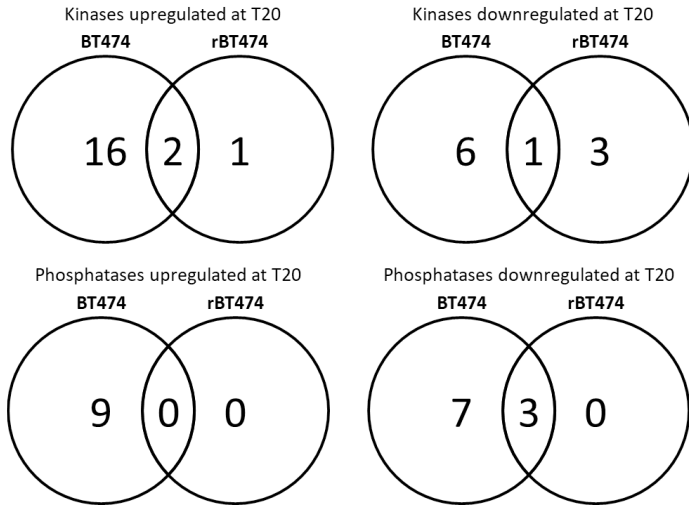 Kinases upregulated at T20
BT474 rBT474
16 2 1
Kinases downregulated at T20
BT474 rBT474
6 1 3
Phosphatases upregulated at T20
BT474 rBT474
9 0 0
Phosphatases downregulated at T20
BT474 rBT474
7 3 0